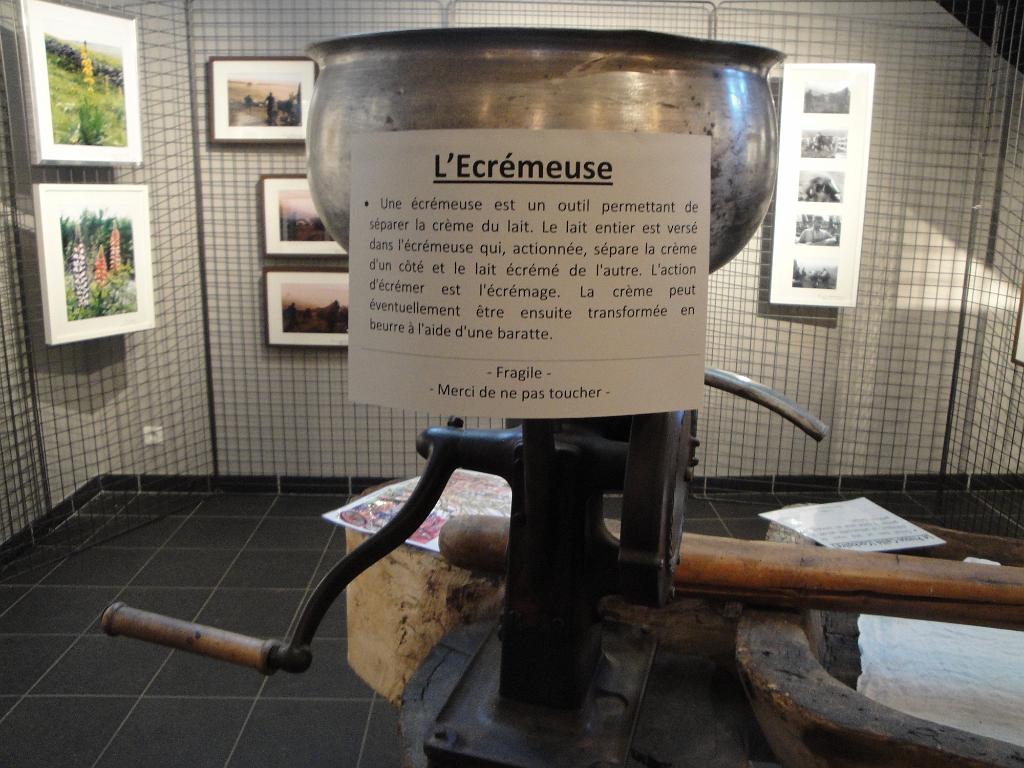 L'Ecrémeuse
• Une écrémeuse est un outil permettant de
séparer la crème du lait. Le lait entier est versé
dans l'écrémeuse qui, actionnée, sépare la crème
d'un côté et le lait écrémé de l'autre. L'action
d'écrémer est l'écrémage. La crème peut
éventuellement être ensuite transformée en
beurre à l'aide d'une baratte.
- Fragile -
- Merci de ne pas toucher -